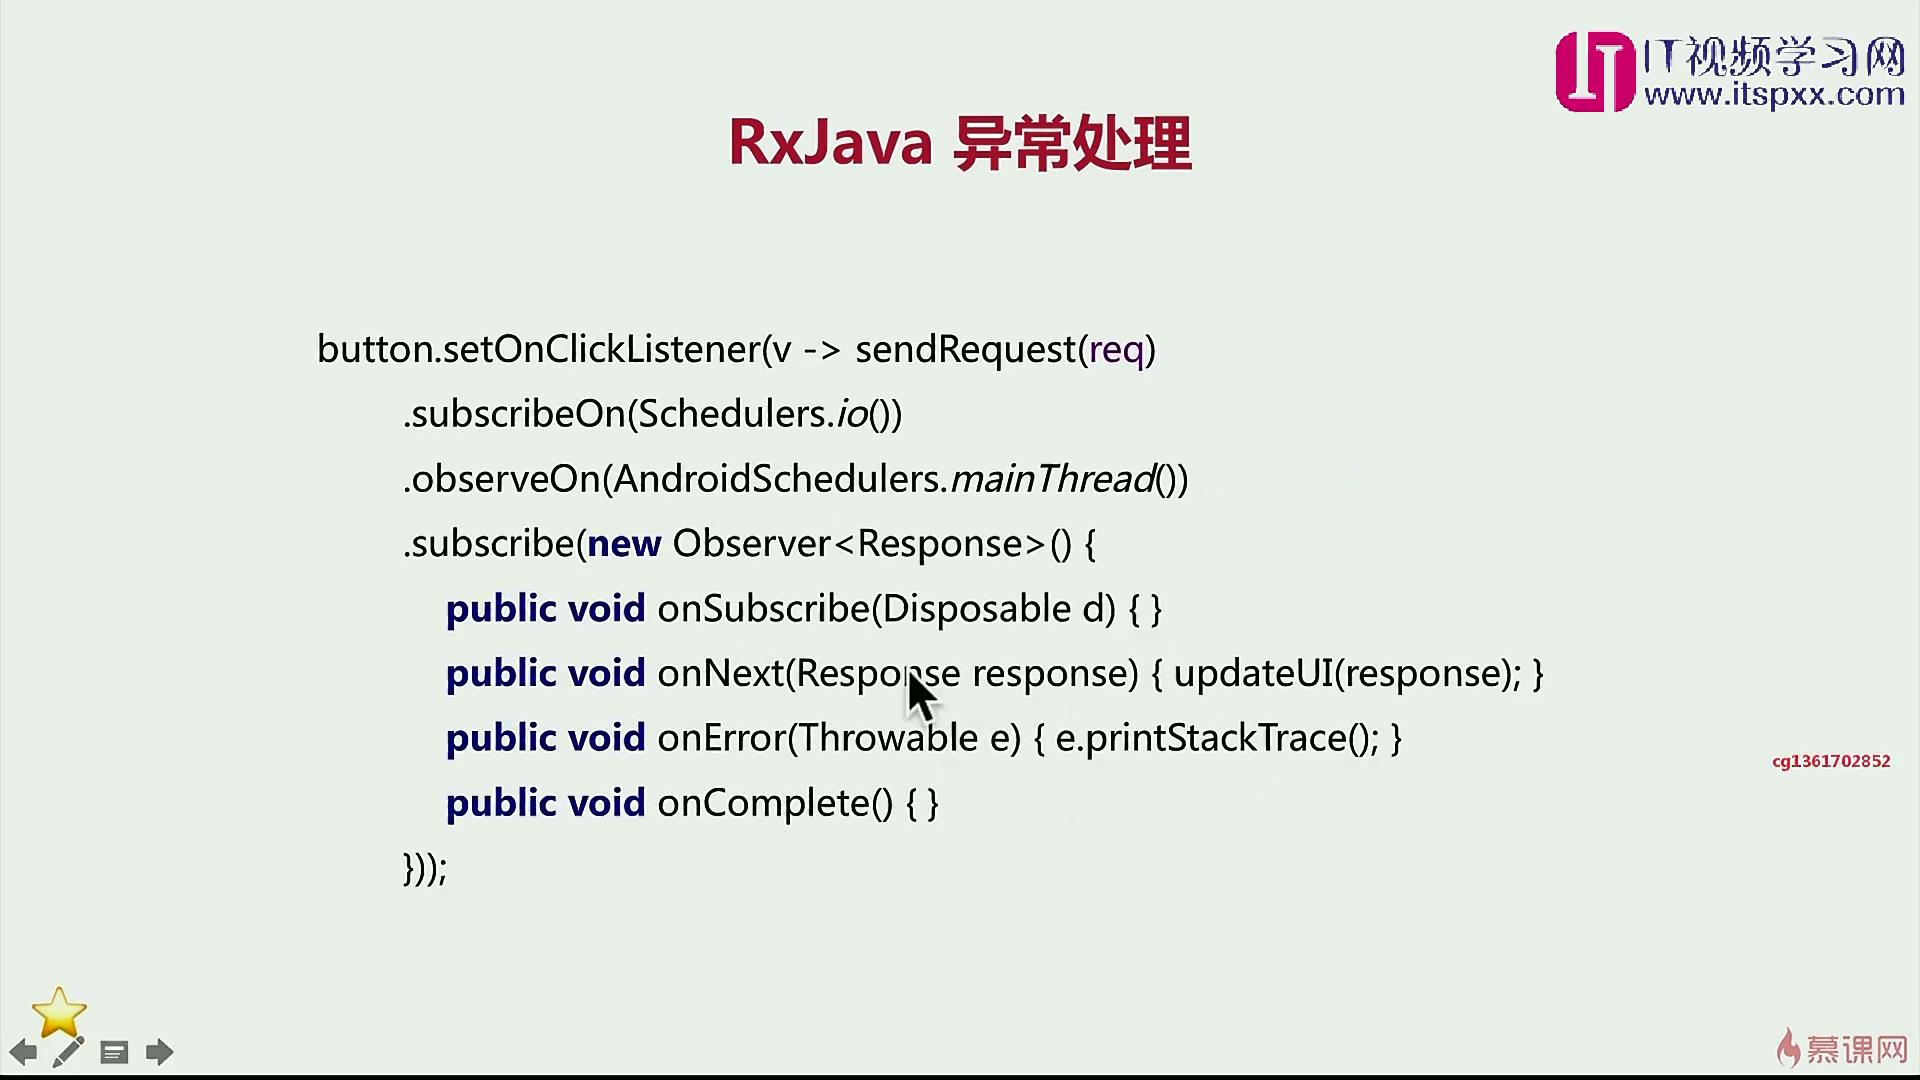 IT视频学习网
www.itspxx.com
RxJava 异常处理
button.setOnClickListener(v -> sendRequest(req)
.subscribeOn(Schedulers.io())
.observeOn(AndroidSchedulers.mainThread())
.subscribe(new Observer<Response>() {
public void onSubscribe(Disposable d) { }
public void onNext(Response response) { updateUI(response); }
public void onError(Throwable e) { e.printStackTrace(); }
cg1361702852
public void onComplete() { }
}));
慕课网